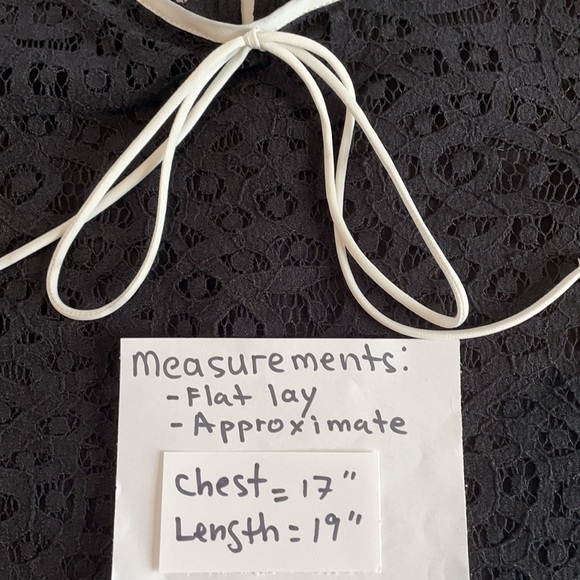 Measurements:
- Flat lay
- Approximate
Chest = 17"
Length = 19"